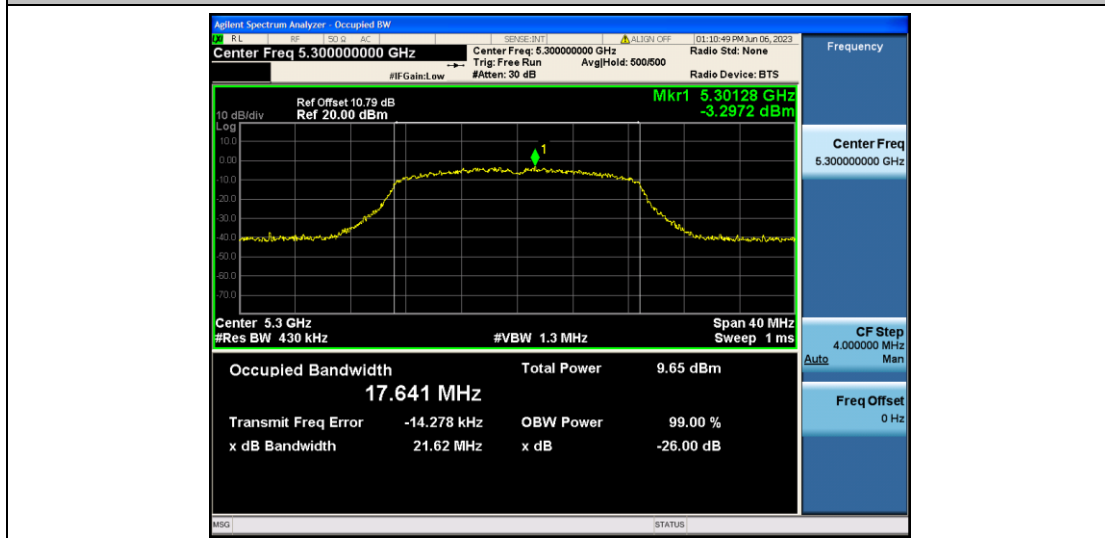 Agilent Spectrum Analyzer - Occupied BW
RL RF 50 Ω AC SENSE:INT ALIGN OFF 01:10:49 PM Jun 06, 2023
Center Freq 5.300000000 GHz
Center Freq: 5.300000000 GHz
Radio Std: None
Trig: Free Run Avg|Hold: 500/500
#IFGain:Low #Atten: 30 dB Radio Device: BTS
Frequency
Ref Offset 10.79 dB
10 dB/div Ref 20.00 dBm
Mkr1 5.30128 GHz
-3.2972 dBm
Log
10.0
0.00
-10.0
-20.0
-30.0
-40.0
-50.0
-60.0
-70.0
1
Center 5.3 GHz Span 40 MHz
#Res BW 430 kHz #VBW 1.3 MHz Sweep 1 ms
Occupied Bandwidth Total Power 9.65 dBm
17.641 MHz
Transmit Freq Error -14.278 kHz OBW Power 99.00 %
x dB Bandwidth 21.62 MHz x dB -26.00 dB
Center Freq
5.300000000 GHz
CF Step
4.000000 MHz
Auto Man
Freq Offset
0 Hz
MSG STATUS